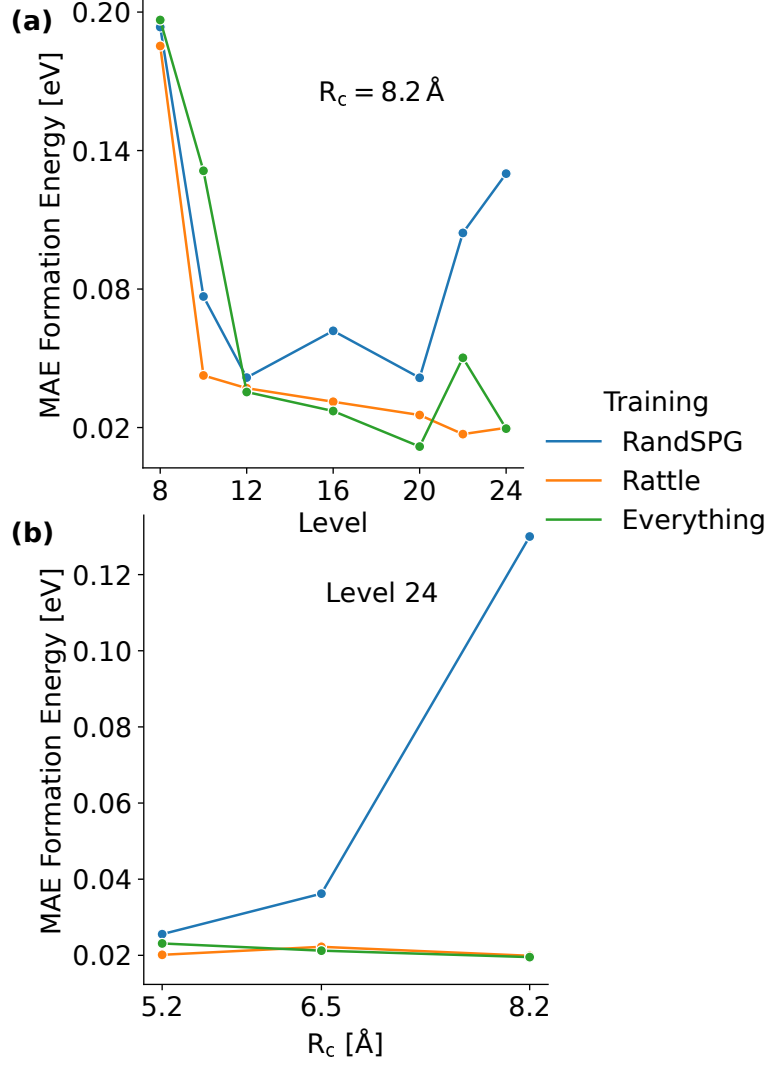 (a)
MAE Formation Energy [eV]
0.20
0.14
0.08
0.02
R_c = 8.2 Å
8
12
16
20
24
Level
Training
RandSPG
Rattle
Everything
(b)
MAE Formation Energy [eV]
0.12
0.10
0.08
0.06
0.04
0.02
Level 24
5.2
6.5
8.2
R_c [Å]